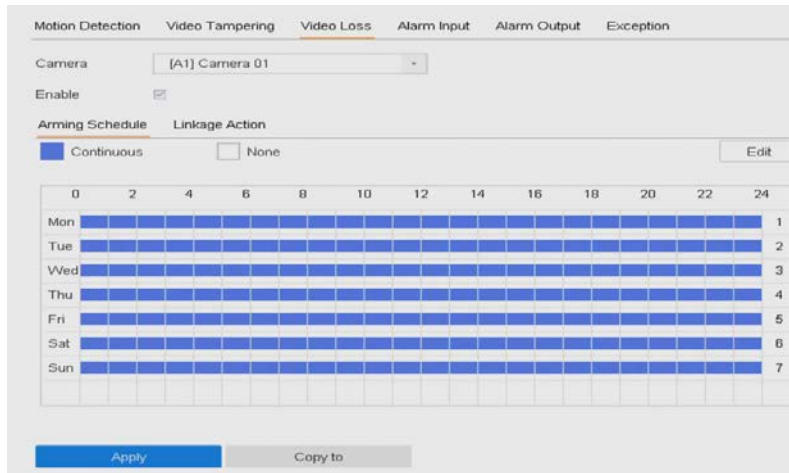 Motion Detection Video Tampering Video Loss Alarm Input Alarm Output Exception
Camera [A1] Camera 01
Enable
Arming Schedule Linkage Action
Continuous None Edit
0 2 4 6 8 10 12 14 16 18 20 22 24
Mon 1
Tue 2
Wed 3
Thu 4
Fri 5
Sat 6
Sun 7
Apply Copy to